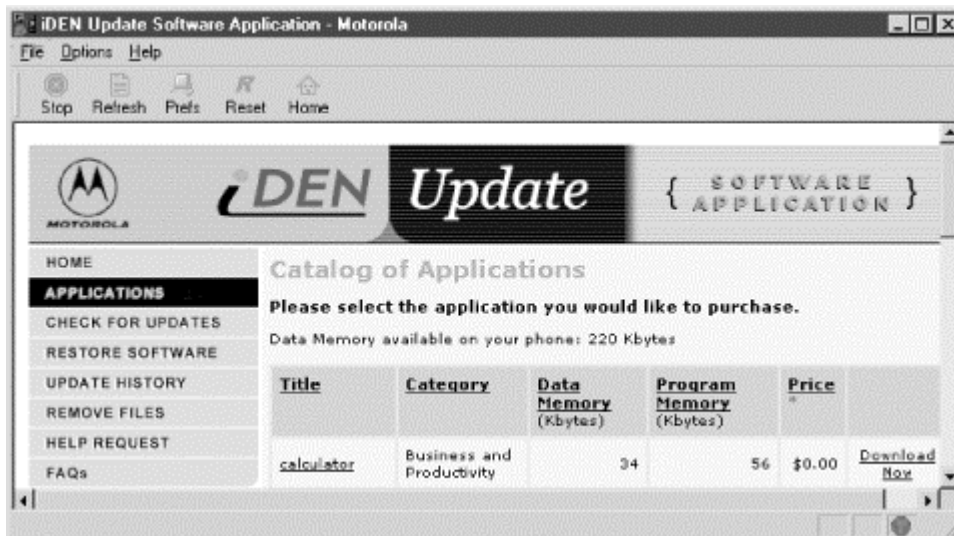 iDEN Update Software Application - Motorola
File Options Help
Stop Refresh Prefs Reset Home
MOTOROLA
iDEN Update
{ SOFTWARE APPLICATION }
HOME
APPLICATIONS
CHECK FOR UPDATES
RESTORE SOFTWARE
UPDATE HISTORY
REMOVE FILES
HELP REQUEST
FAQs
Catalog of Applications
Please select the application you would like to purchase.
Data Memory available on your phone: 220 Kbytes
Title Category Data Memory (Kbytes) Program Memory (Kbytes) Price *
calculator Business and Productivity 34 56 $0.00 Download Now